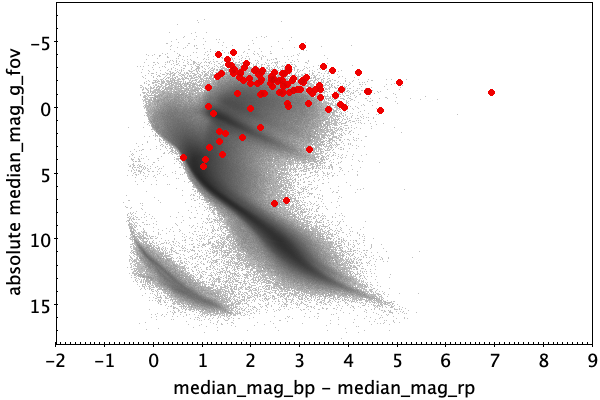 absolute median_mag_g_fov
−5
0
5
10
15
−2 −1 0 1 2 3 4 5 6 7 8 9
median_mag_bp − median_mag_rp